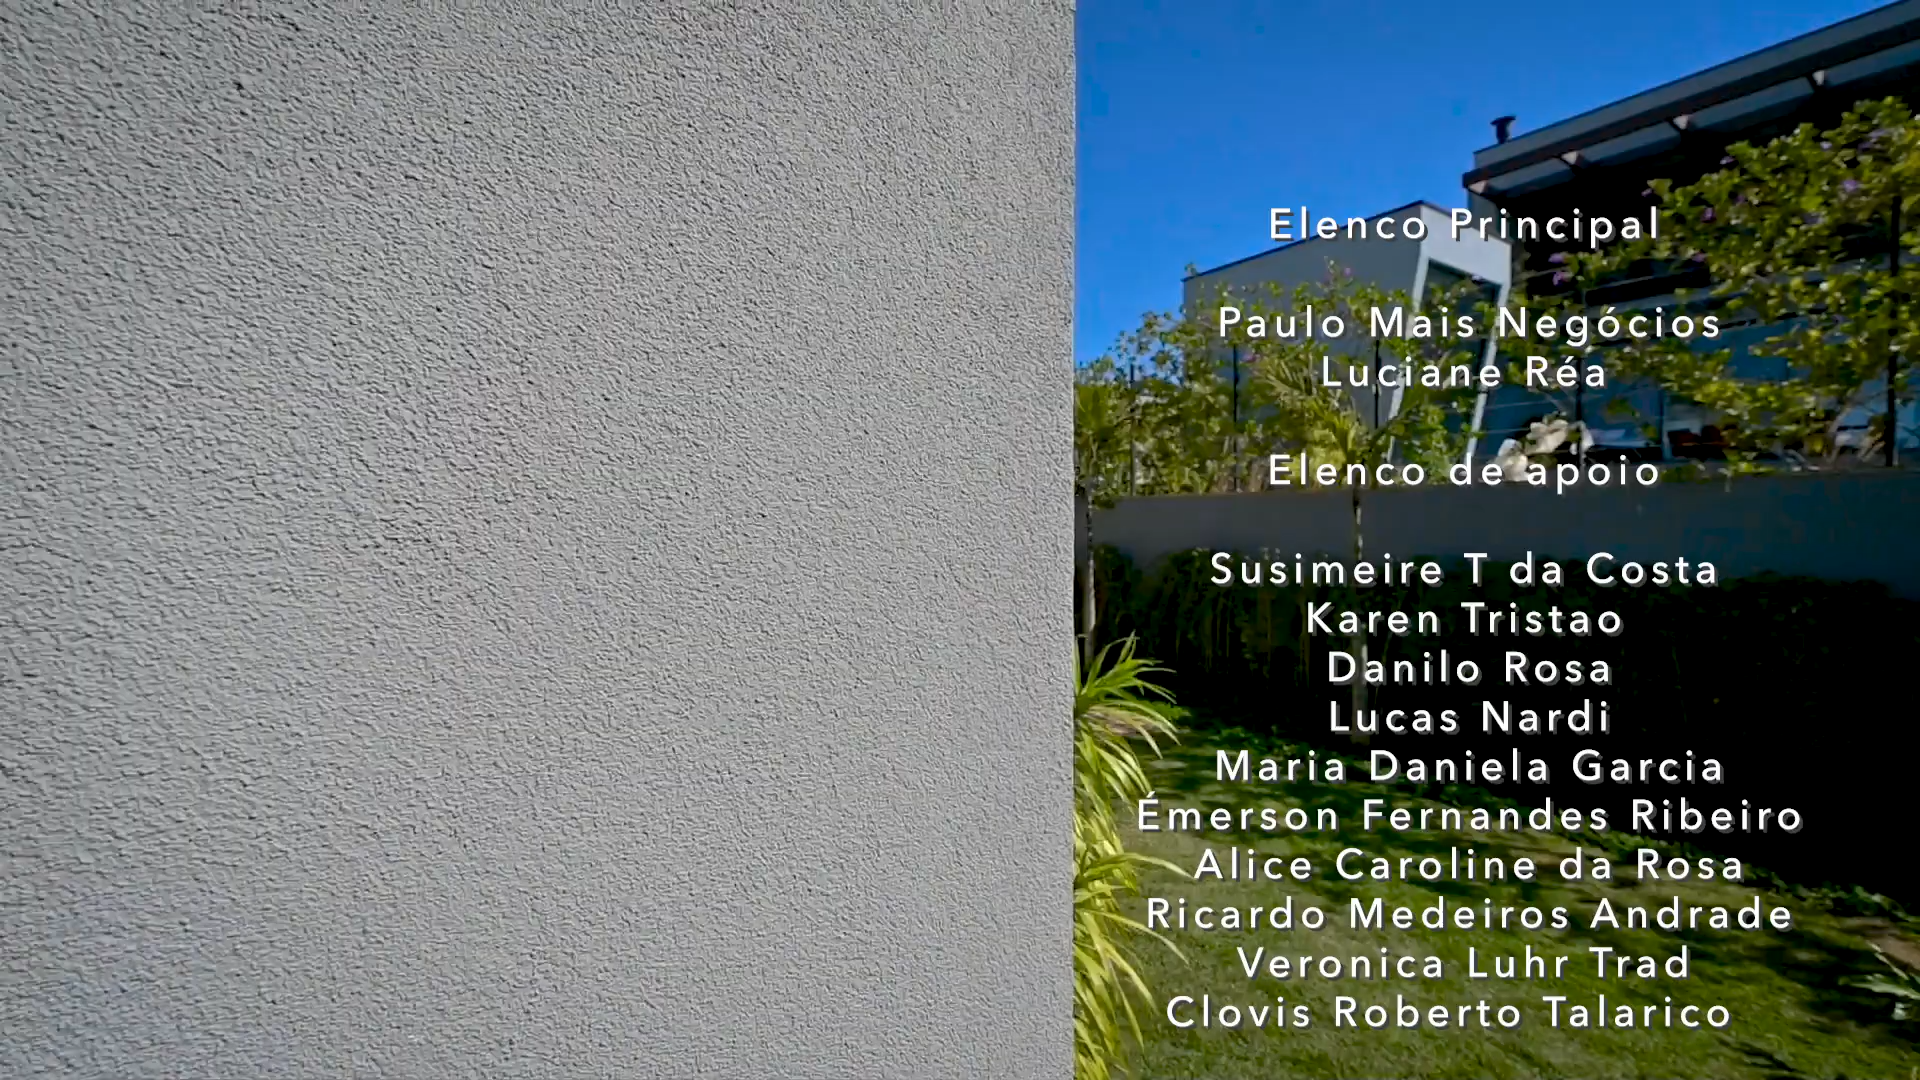 Elenco Principal
Paulo Mais Negócios
Luciane Réa
Elenco de apoio
Susimeire T da Costa
Karen Tristao
Danilo Rosa
Lucas Nardi
Maria Daniela Garcia
Émerson Fernandes Ribeiro
Alice Caroline da Rosa
Ricardo Medeiros Andrade
Veronica Luhr Trad
Clovis Roberto Talarico